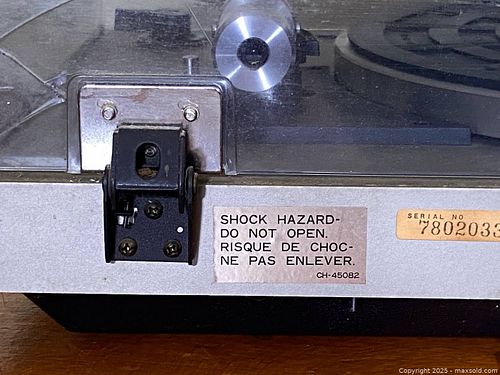 SHOCK HAZARD-
DO NOT OPEN.
RISQUE DE CHOC-
NE PAS ENLEVER.
CH-45082
SERIAL NO
7802033
Copyright © 2025 - maxsold.com